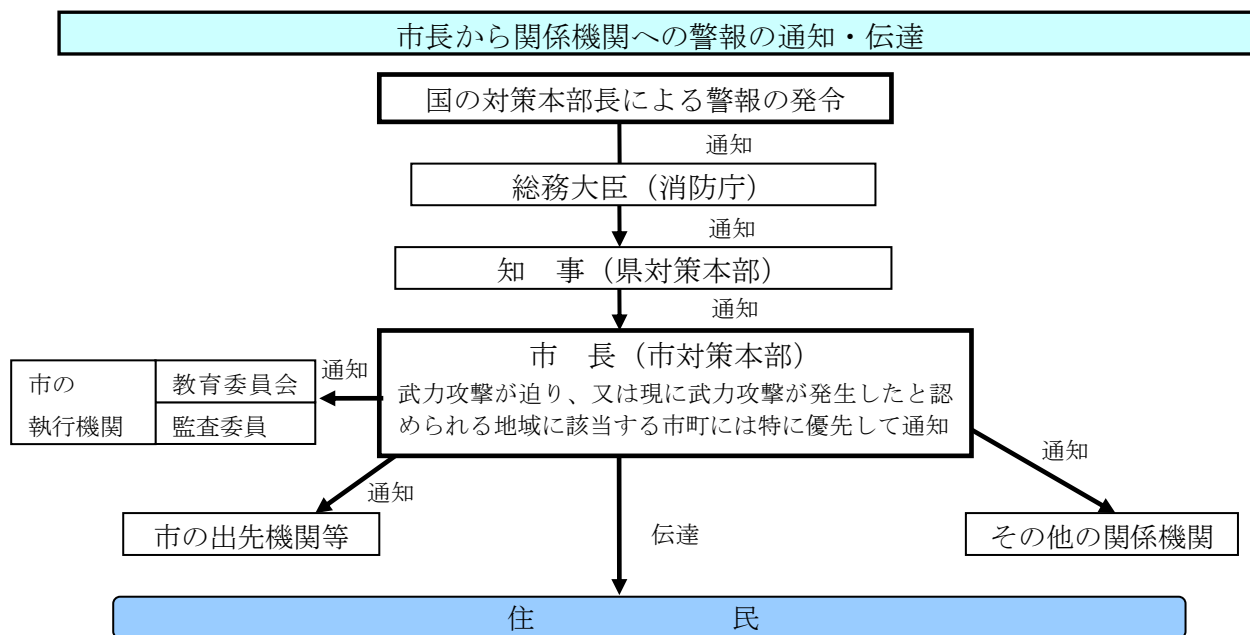 市長から関係機関への警報の通知・伝達
国の対策本部長による警報の発令
通知
総務大臣（消防庁）
通知
知　事（県対策本部）
通知
市　長（市対策本部）
武力攻撃が迫り、又は現に武力攻撃が発生したと認
められる地域に該当する市町には特に優先して通知
通知
市の
執行機関
教育委員会
監査委員
通知
市の出先機関等
伝達
通知
その他の関係機関
住　　　　　　　民